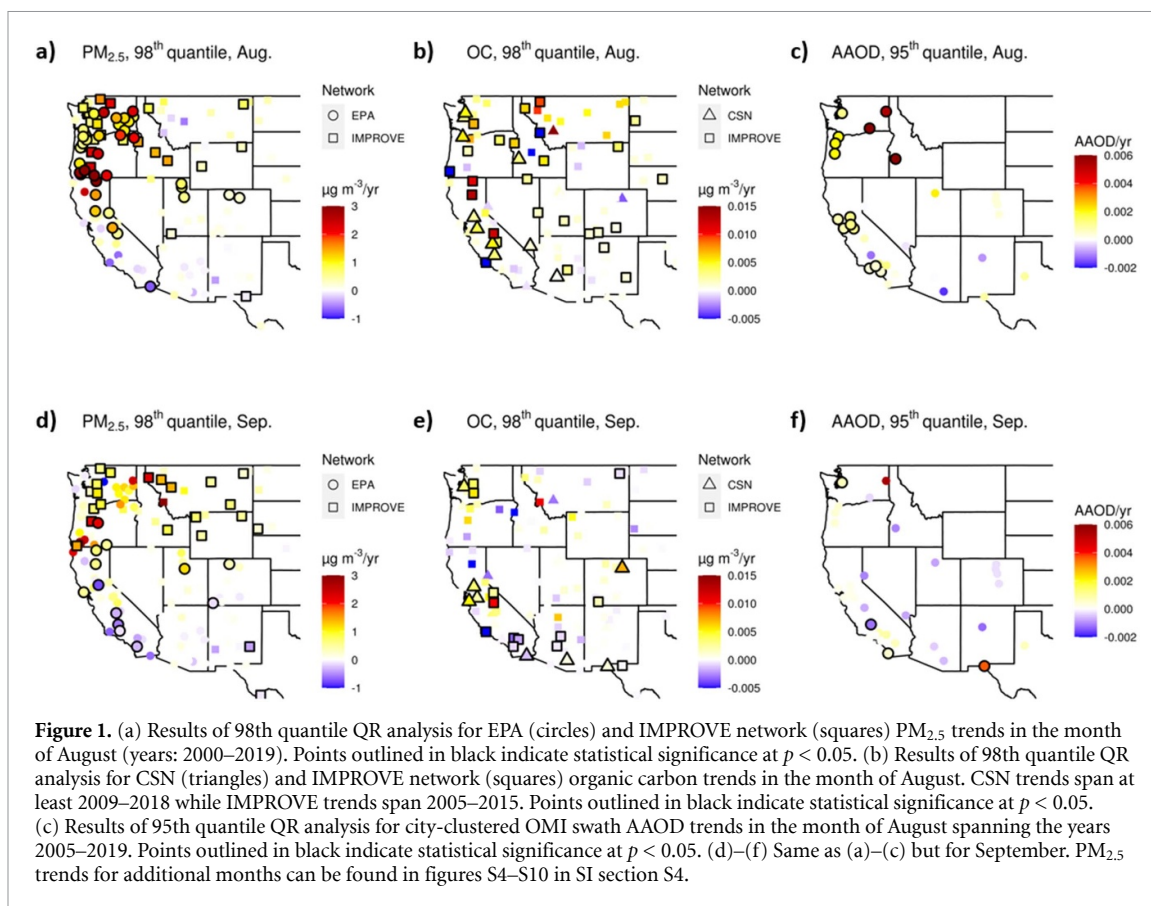 a) PM2.5, 98th quantile, Aug.
Network
EPA
IMPROVE
µg m-3/yr
3
2
1
0
-1
b) OC, 98th quantile, Aug.
Network
CSN
IMPROVE
µg m-3/yr
0.015
0.010
0.005
0.000
-0.005
c) AAOD, 95th quantile, Aug.
AAOD/yr
0.006
0.004
0.002
0.000
-0.002
d) PM2.5, 98th quantile, Sep.
Network
EPA
IMPROVE
µg m-3/yr
3
2
1
0
-1
e) OC, 98th quantile, Sep.
Network
CSN
IMPROVE
µg m-3/yr
0.015
0.010
0.005
0.000
-0.005
f) AAOD, 95th quantile, Sep.
AAOD/yr
0.006
0.004
0.002
0.000
-0.002
Figure 1. (a) Results of 98th quantile QR analysis for EPA (circles) and IMPROVE network (squares) PM2.5 trends in the month
of August (years: 2000–2019). Points outlined in black indicate statistical significance at p < 0.05. (b) Results of 98th quantile QR
analysis for CSN (triangles) and IMPROVE network (squares) organic carbon trends in the month of August. CSN trends span at
least 2009–2018 while IMPROVE trends span 2005–2015. Points outlined in black indicate statistical significance at p < 0.05.
(c) Results of 95th quantile QR analysis for city-clustered OMI swath AAOD trends in the month of August spanning the years
2005–2019. Points outlined in black indicate statistical significance at p < 0.05. (d)–(f) Same as (a)–(c) but for September. PM2.5
trends for additional months can be found in figures S4–S10 in SI section S4.